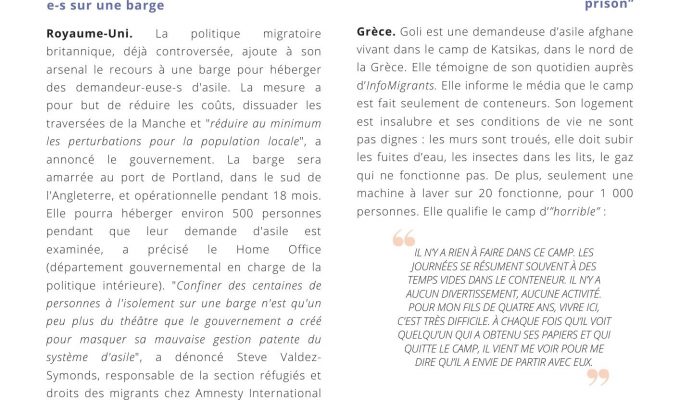 e-s sur une barge
Royaume-Uni. La politique migratoire
britannique, déjà controversée, ajoute à son
arsenal le recours à une barge pour héberger
des demandeur-euse-s d'asile. La mesure a
pour but de réduire les coûts, dissuader les
traversées de la Manche et "réduire au minimum
les perturbations pour la population locale", a
annoncé le gouvernement. La barge sera
amarrée au port de Portland, dans le sud de
l'Angleterre, et opérationnelle pendant 18 mois.
Elle pourra héberger environ 500 personnes
pendant que leur demande d'asile est
examinée, a précisé le Home Office
(département gouvernemental en charge de la
politique intérieure). "Confiner des centaines de
personnes à l'isolement sur une barge n'est qu'un
peu plus du théâtre que le gouvernement a créé
pour masquer sa mauvaise gestion patente du
système d'asile", a dénoncé Steve Valdez-
Symonds, responsable de la section réfugiés et
droits des migrants chez Amnesty International
prison”
Grèce. Goli est une demandeuse d’asile afghane
vivant dans le camp de Katsikas, dans le nord de
la Grèce. Elle témoigne de son quotidien auprès
d’InfoMigrants. Elle informe le média que le camp
est fait seulement de conteneurs. Son logement
est insalubre et ses conditions de vie ne sont
pas dignes : les murs sont troués, elle doit subir
les fuites d’eau, les insectes dans les lits, le gaz
qui ne fonctionne pas. De plus, seulement une
machine à laver sur 20 fonctionne, pour 1 000
personnes. Elle qualifie le camp d’”horrible” :
“
IL N’Y A RIEN À FAIRE DANS CE CAMP. LES
JOURNÉES SE RÉSUMENT SOUVENT À DES
TEMPS VIDES DANS LE CONTENEUR. IL N’Y A
AUCUN DIVERTISSEMENT, AUCUNE ACTIVITÉ.
POUR MON FILS DE QUATRE ANS, VIVRE ICI,
C’EST TRÈS DIFFICILE. À CHAQUE FOIS QU’IL VOIT
QUELQU’UN QUI A OBTENU SES PAPIERS ET QUI
QUITTE LE CAMP, IL VIENT ME VOIR POUR ME
DIRE QU’IL A ENVIE DE PARTIR AVEC EUX.
”